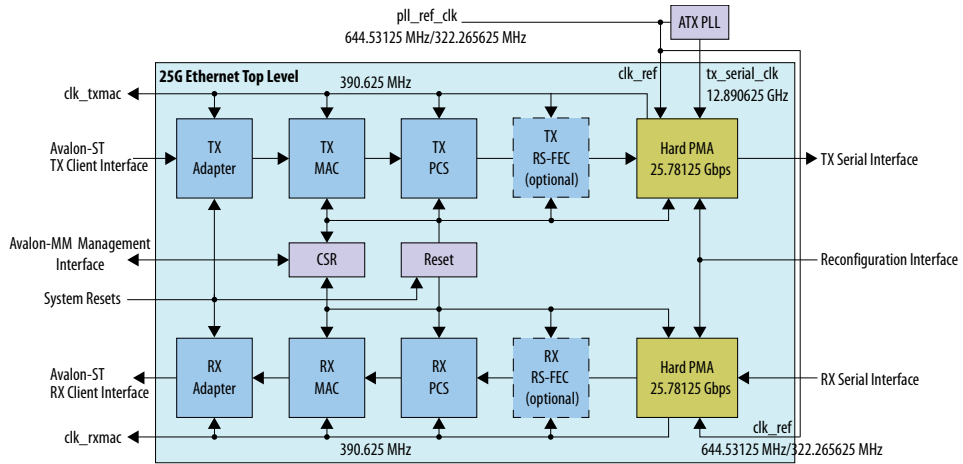 pll_ref_clk
644.53125 MHz/322.265625 MHz
ATX PLL
25G Ethernet Top Level
390.625 MHz
clk_ref
tx_serial_clk
12.890625 GHz
clk_txmac
Avalon-ST
TX Client Interface
TX
Adapter
TX
MAC
TX
PCS
TX
RS-FEC
(optional)
Hard PMA
25.78125 Gbps
TX Serial Interface
Avalon-MM Management
Interface
CSR
Reset
Reconfiguration Interface
System Resets
Avalon-ST
RX Client Interface
RX
Adapter
RX
MAC
RX
PCS
RX
RS-FEC
(optional)
Hard PMA
25.78125 Gbps
RX Serial Interface
clk_rxmac
390.625 MHz
clk_ref
644.53125 MHz/322.265625 MHz